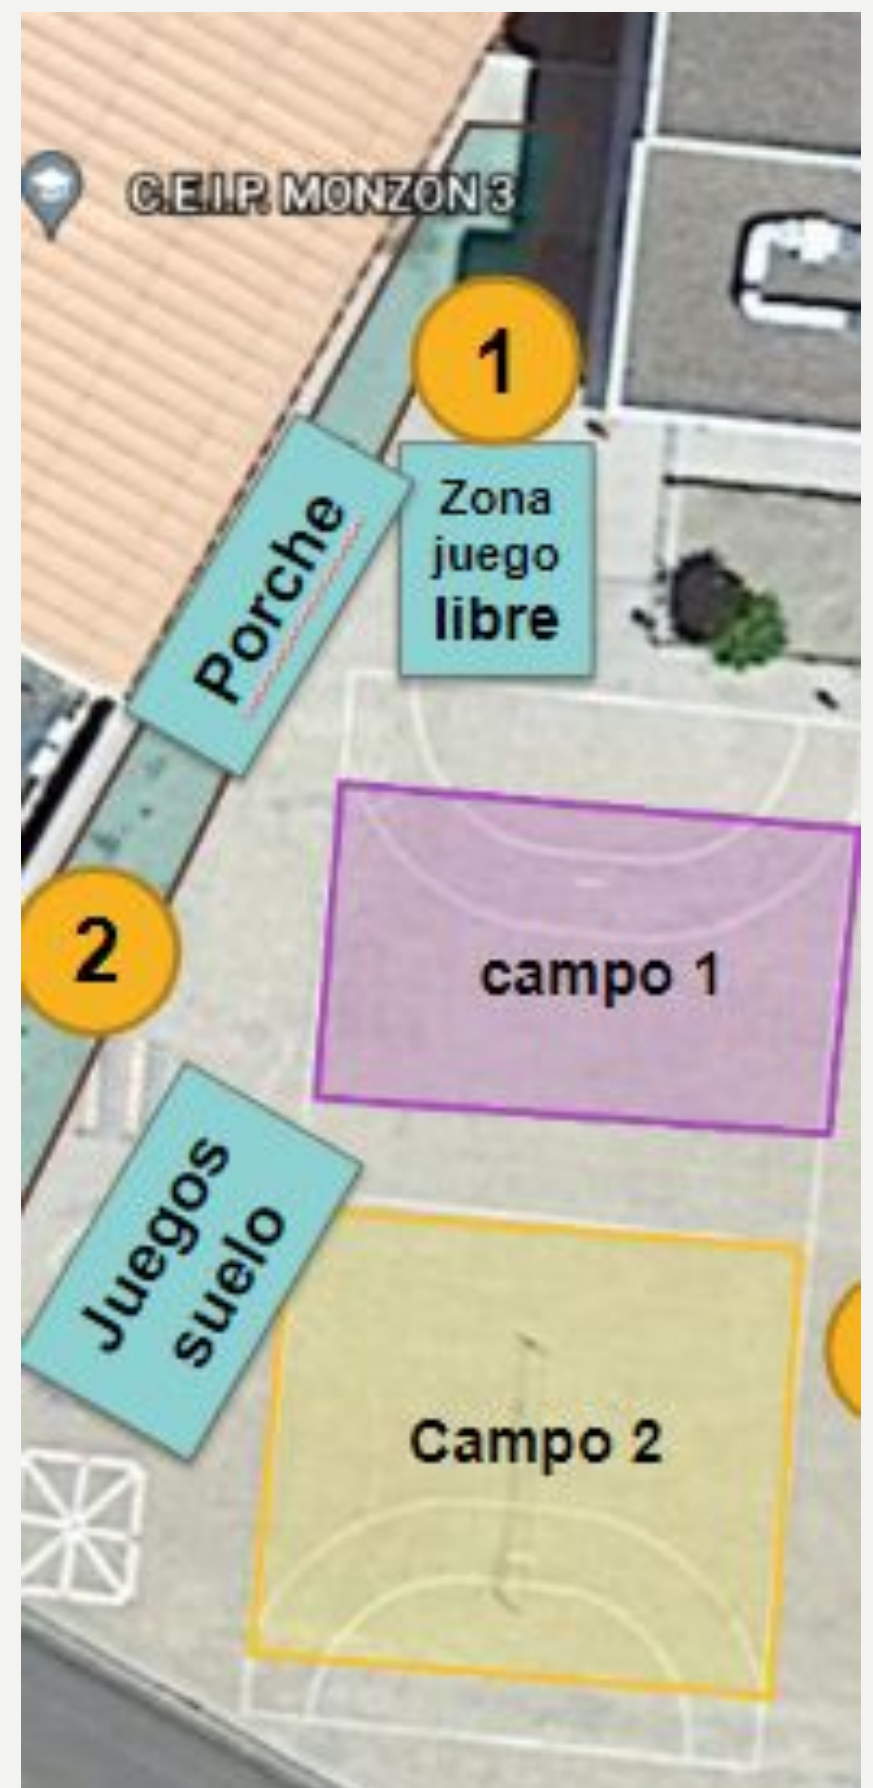 C.E.I.P. MONZON 3
1
Zona
juego
libre
Porche
campo 1
2
Juegos
suelo
Campo 2